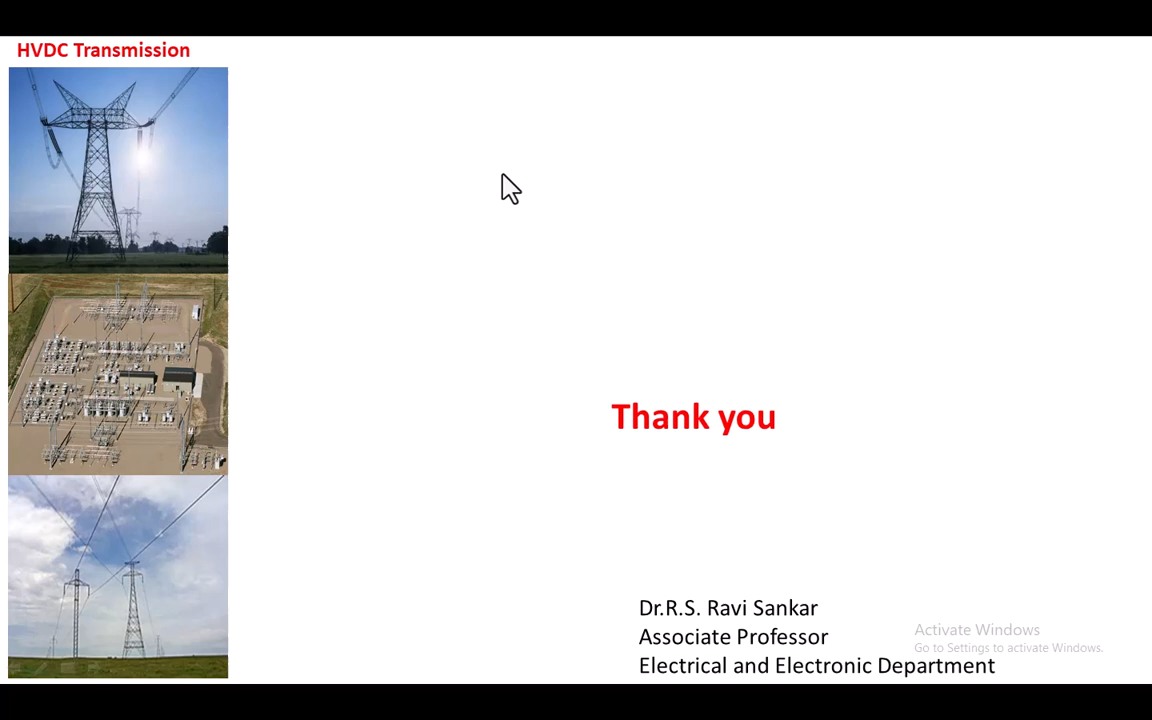 HVDC Transmission
Thank you
Dr.R.S. Ravi Sankar
Associate Professor
Electrical and Electronic Department
Activate Windows
Go to Settings to activate Windows.